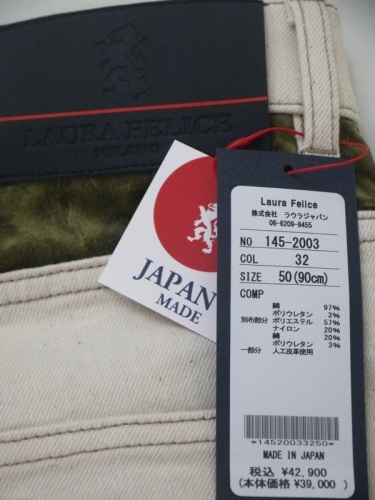 LAURA FELICE
MILANO
JAPAN
MADE
Laura Felice
株式会社 ラウラジャパン
06-6209-8455
NO 145-2003
COL 32
SIZE 50(90cm)
COMP
綿 97%
ポリウレタン 3%
別布部分 ポリエステル 57%
ナイロン 20%
綿 20%
ポリウレタン 3%
一部分 人工皮革使用
*14520033250*
MADE IN JAPAN
税込 ¥42,900
(本体価格 ¥39,000)